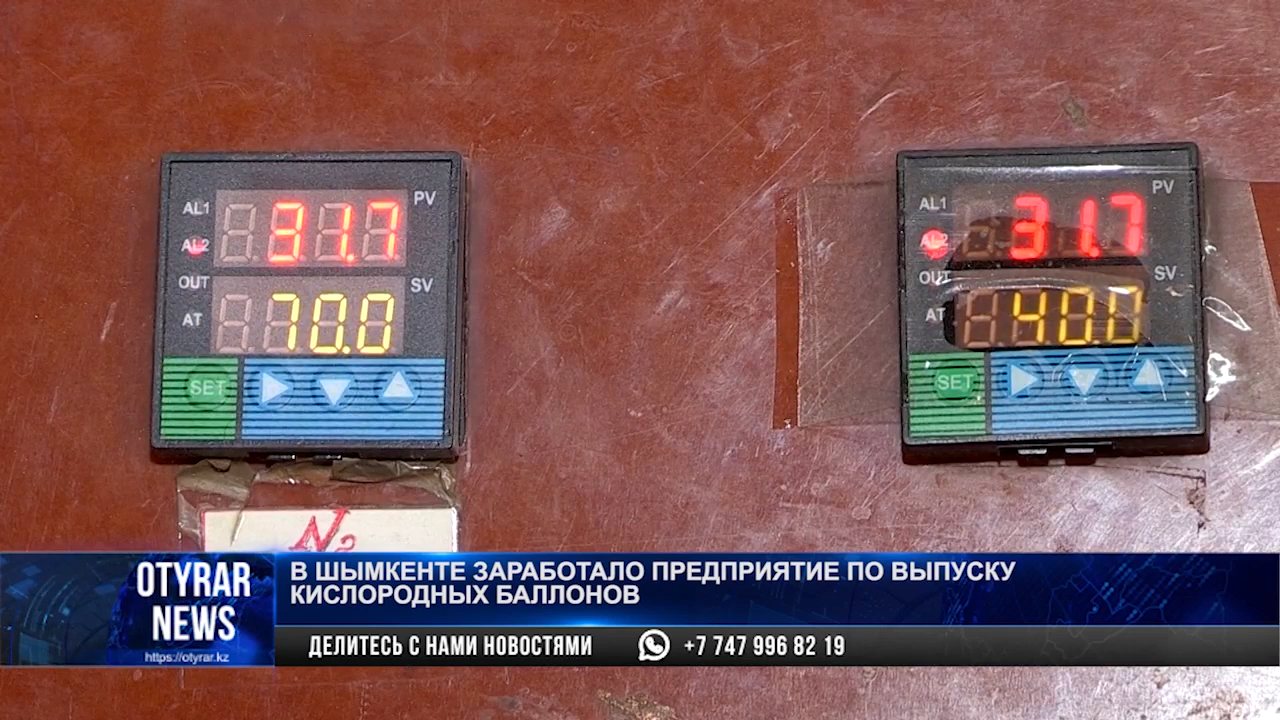 AL1
31.7
PV
AL2
OUT
70.0
SV
AT
SET
AL1
31.7
PV
AL2
OUT
40.0
SV
AT
SET
N2
OTYRAR
NEWS
https://otyrar.kz
В ШЫМКЕНТЕ ЗАРАБОТАЛО ПРЕДПРИЯТИЕ ПО ВЫПУСКУ
КИСЛОРОДНЫХ БАЛЛОНОВ
ДЕЛИТЕСЬ С НАМИ НОВОСТЯМИ +7 747 996 82 19